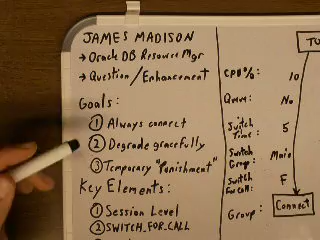 JAMES MADISON
→ Oracle DB Resource Mgr
→ Question/Enhancement
Goals:
① Always connect
② Degrade gracefully
③ Temporary "Punishment"
Key Elements:
① Session Level
② SWITCH_FOR_CALL
CPU%: 10
No
Switch Time: 5
Switch Group: Main
Switch For Call: F
Group:
Connect